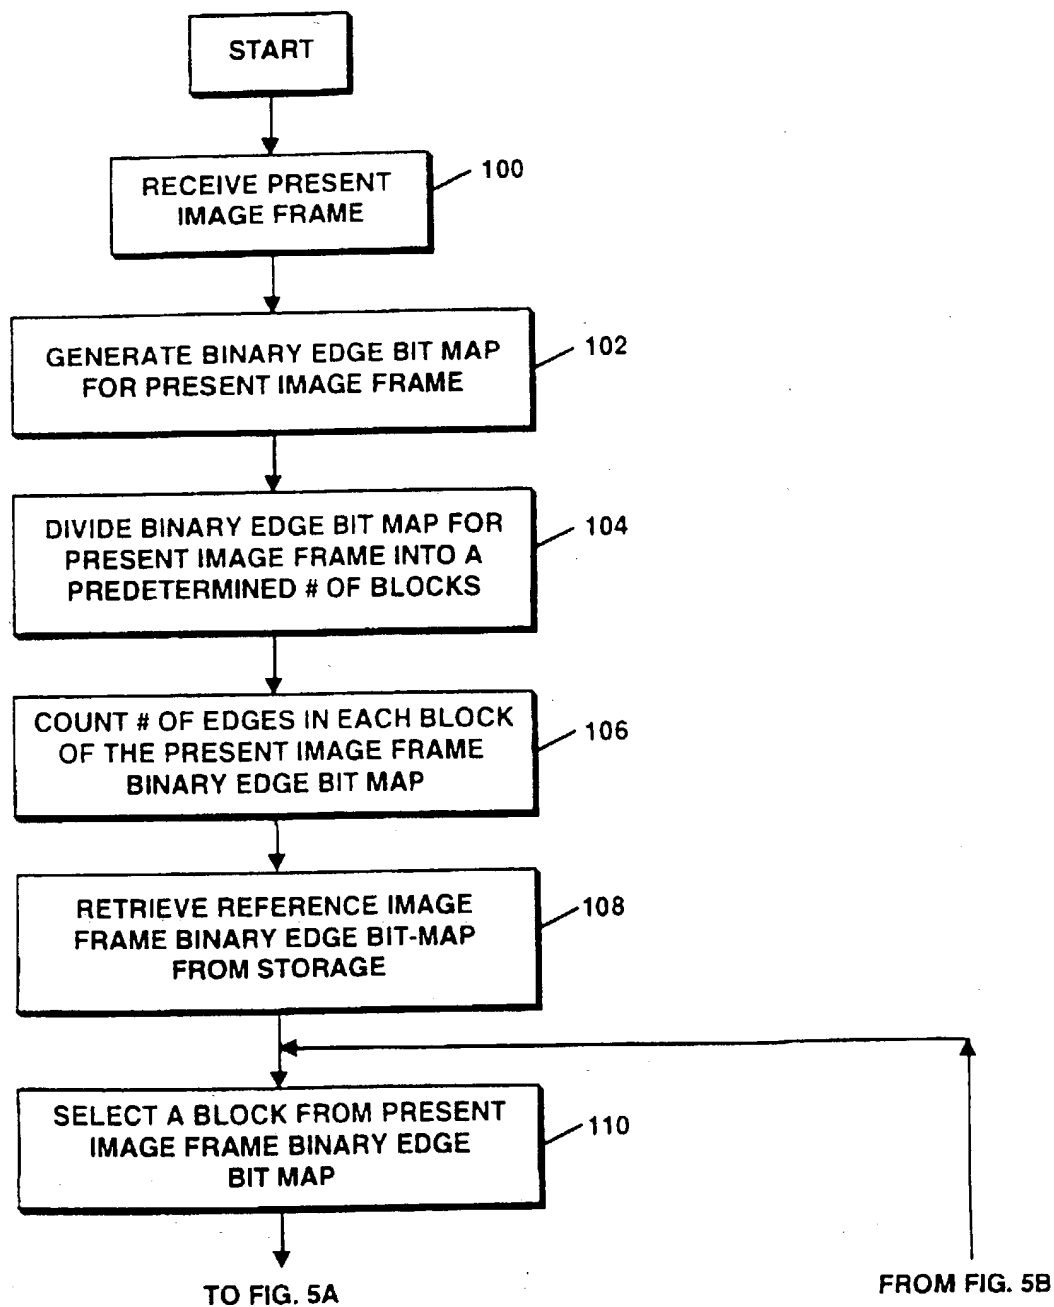 START
RECEIVE PRESENT
IMAGE FRAME
100
GENERATE BINARY EDGE BIT MAP
FOR PRESENT IMAGE FRAME
102
DIVIDE BINARY EDGE BIT MAP FOR
PRESENT IMAGE FRAME INTO A
PREDETERMINED # OF BLOCKS
104
COUNT # OF EDGES IN EACH BLOCK
OF THE PRESENT IMAGE FRAME
BINARY EDGE BIT MAP
106
RETRIEVE REFERENCE IMAGE
FRAME BINARY EDGE BIT-MAP
FROM STORAGE
108
SELECT A BLOCK FROM PRESENT
IMAGE FRAME BINARY EDGE
BIT MAP
110
TO FIG. 5A
FROM FIG. 5B